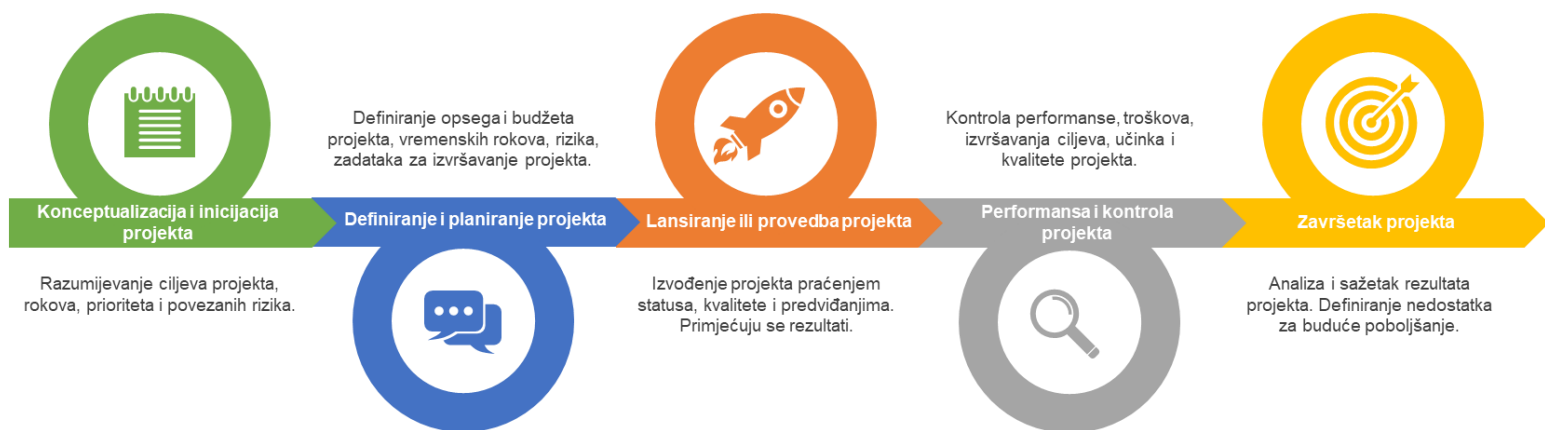 Konceptualizacija i inicijacija
projekta
Razumijevanje ciljeva projekta,
rokova, prioriteta i povezanih rizika.
Definiranje opsega i budžeta
projekta, vremenskih rokova, rizika,
zadataka za izvršavanje projekta.
Definiranje i planiranje projekta
Lansiranje ili provedba projekta
Izvođenje projekta praćenjem
statusa, kvalitete i predviđanjima.
Primjećuju se rezultati.
Kontrola performanse, troškova,
izvršavanja ciljeva, učinka i
kvalitete projekta.
Performansa i kontrola
projekta
Završetak projekta
Analiza i sažetak rezultata
projekta. Definiranje nedostatka
za buduće poboljšanje.